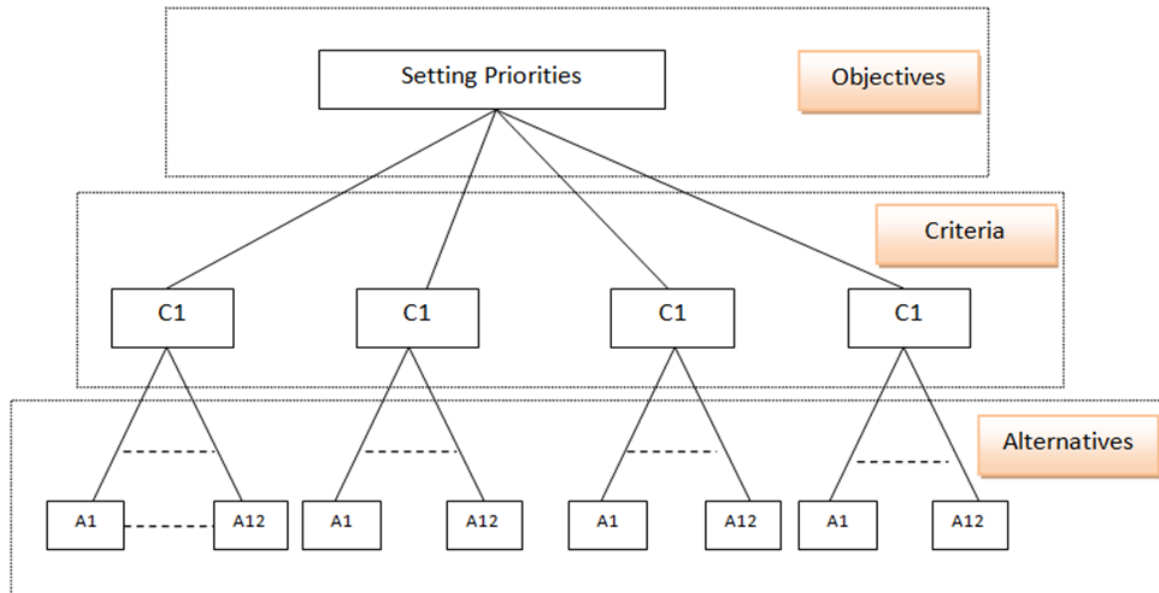 Setting Priorities
Objectives
Criteria
C1
C1
C1
C1
Alternatives
A1
A12
A1
A12
A1
A12
A1
A12